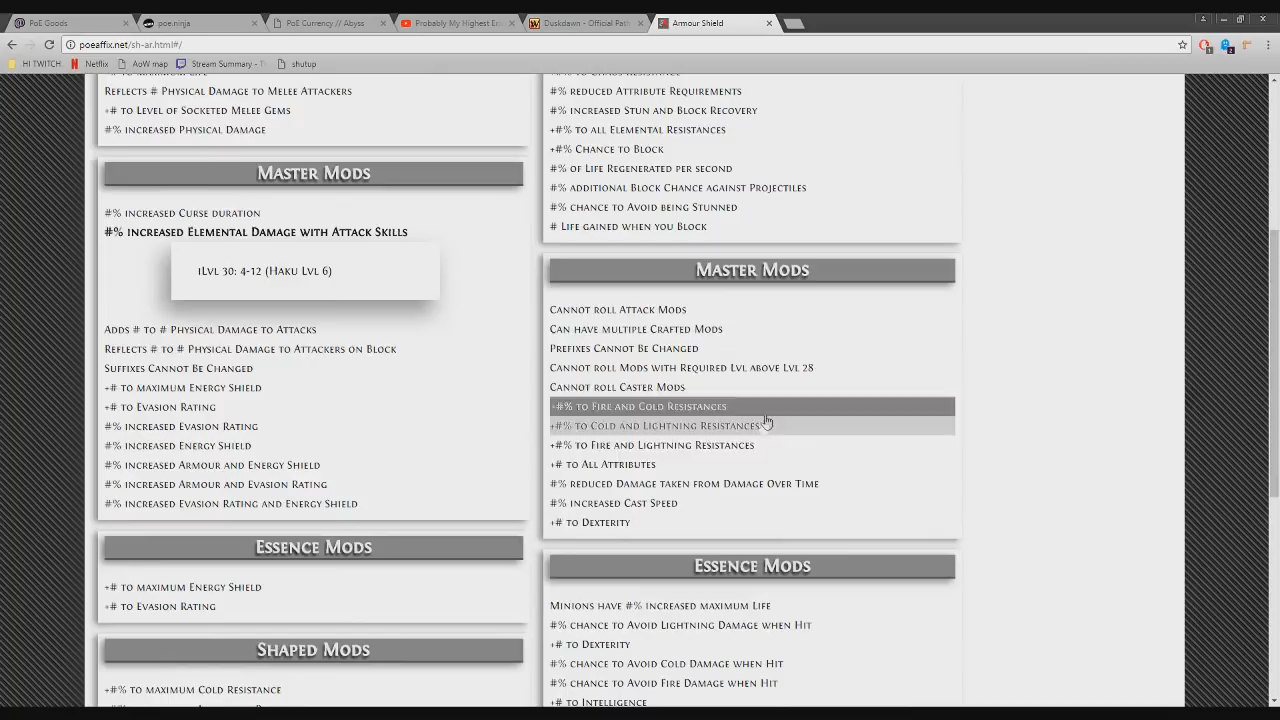 PoE Goods
poe.ninja
PoE Currency // Abyss
Probably My Highest Er
Duskdawn - Official Pat
Armour Shield
poeaffix.net/sh-ar.html#/
HI TWITCH
Netflix
AoW map
Stream Summary - T
shutup
Reflects # Physical Damage to Melee Attackers
+# to Level of Socketed Melee Gems
#% increased Physical Damage
Master Mods
#% increased Curse duration
#% increased Elemental Damage with Attack Skills
iLvl 30: 4-12 (Haku Lvl 6)
Adds # to # Physical Damage to Attacks
Reflects # to # Physical Damage to Attackers on Block
Suffixes Cannot Be Changed
+# to maximum Energy Shield
+# to Evasion Rating
#% increased Evasion Rating
#% increased Energy Shield
#% increased Armour and Energy Shield
#% increased Armour and Evasion Rating
#% increased Evasion Rating and Energy Shield
Essence Mods
+# to maximum Energy Shield
+# to Evasion Rating
Shaped Mods
+#% to maximum Cold Resistance
#% reduced Attribute Requirements
#% increased Stun and Block Recovery
+#% to all Elemental Resistances
+#% Chance to Block
#% of Life Regenerated per second
#% additional Block Chance against Projectiles
#% chance to Avoid being Stunned
# Life gained when you Block
Master Mods
Cannot roll Attack Mods
Can have multiple Crafted Mods
Prefixes Cannot Be Changed
Cannot roll Mods with Required Lvl above Lvl 28
Cannot roll Caster Mods
+#% to Fire and Cold Resistances
+#% to Cold and Lightning Resistances
+#% to Fire and Lightning Resistances
+# to All Attributes
#% reduced Damage taken from Damage Over Time
#% increased Cast Speed
+# to Dexterity
Essence Mods
Minions have #% increased maximum Life
#% chance to Avoid Lightning Damage when Hit
+# to Dexterity
#% chance to Avoid Cold Damage when Hit
#% chance to Avoid Fire Damage when Hit
+# to Intelligence